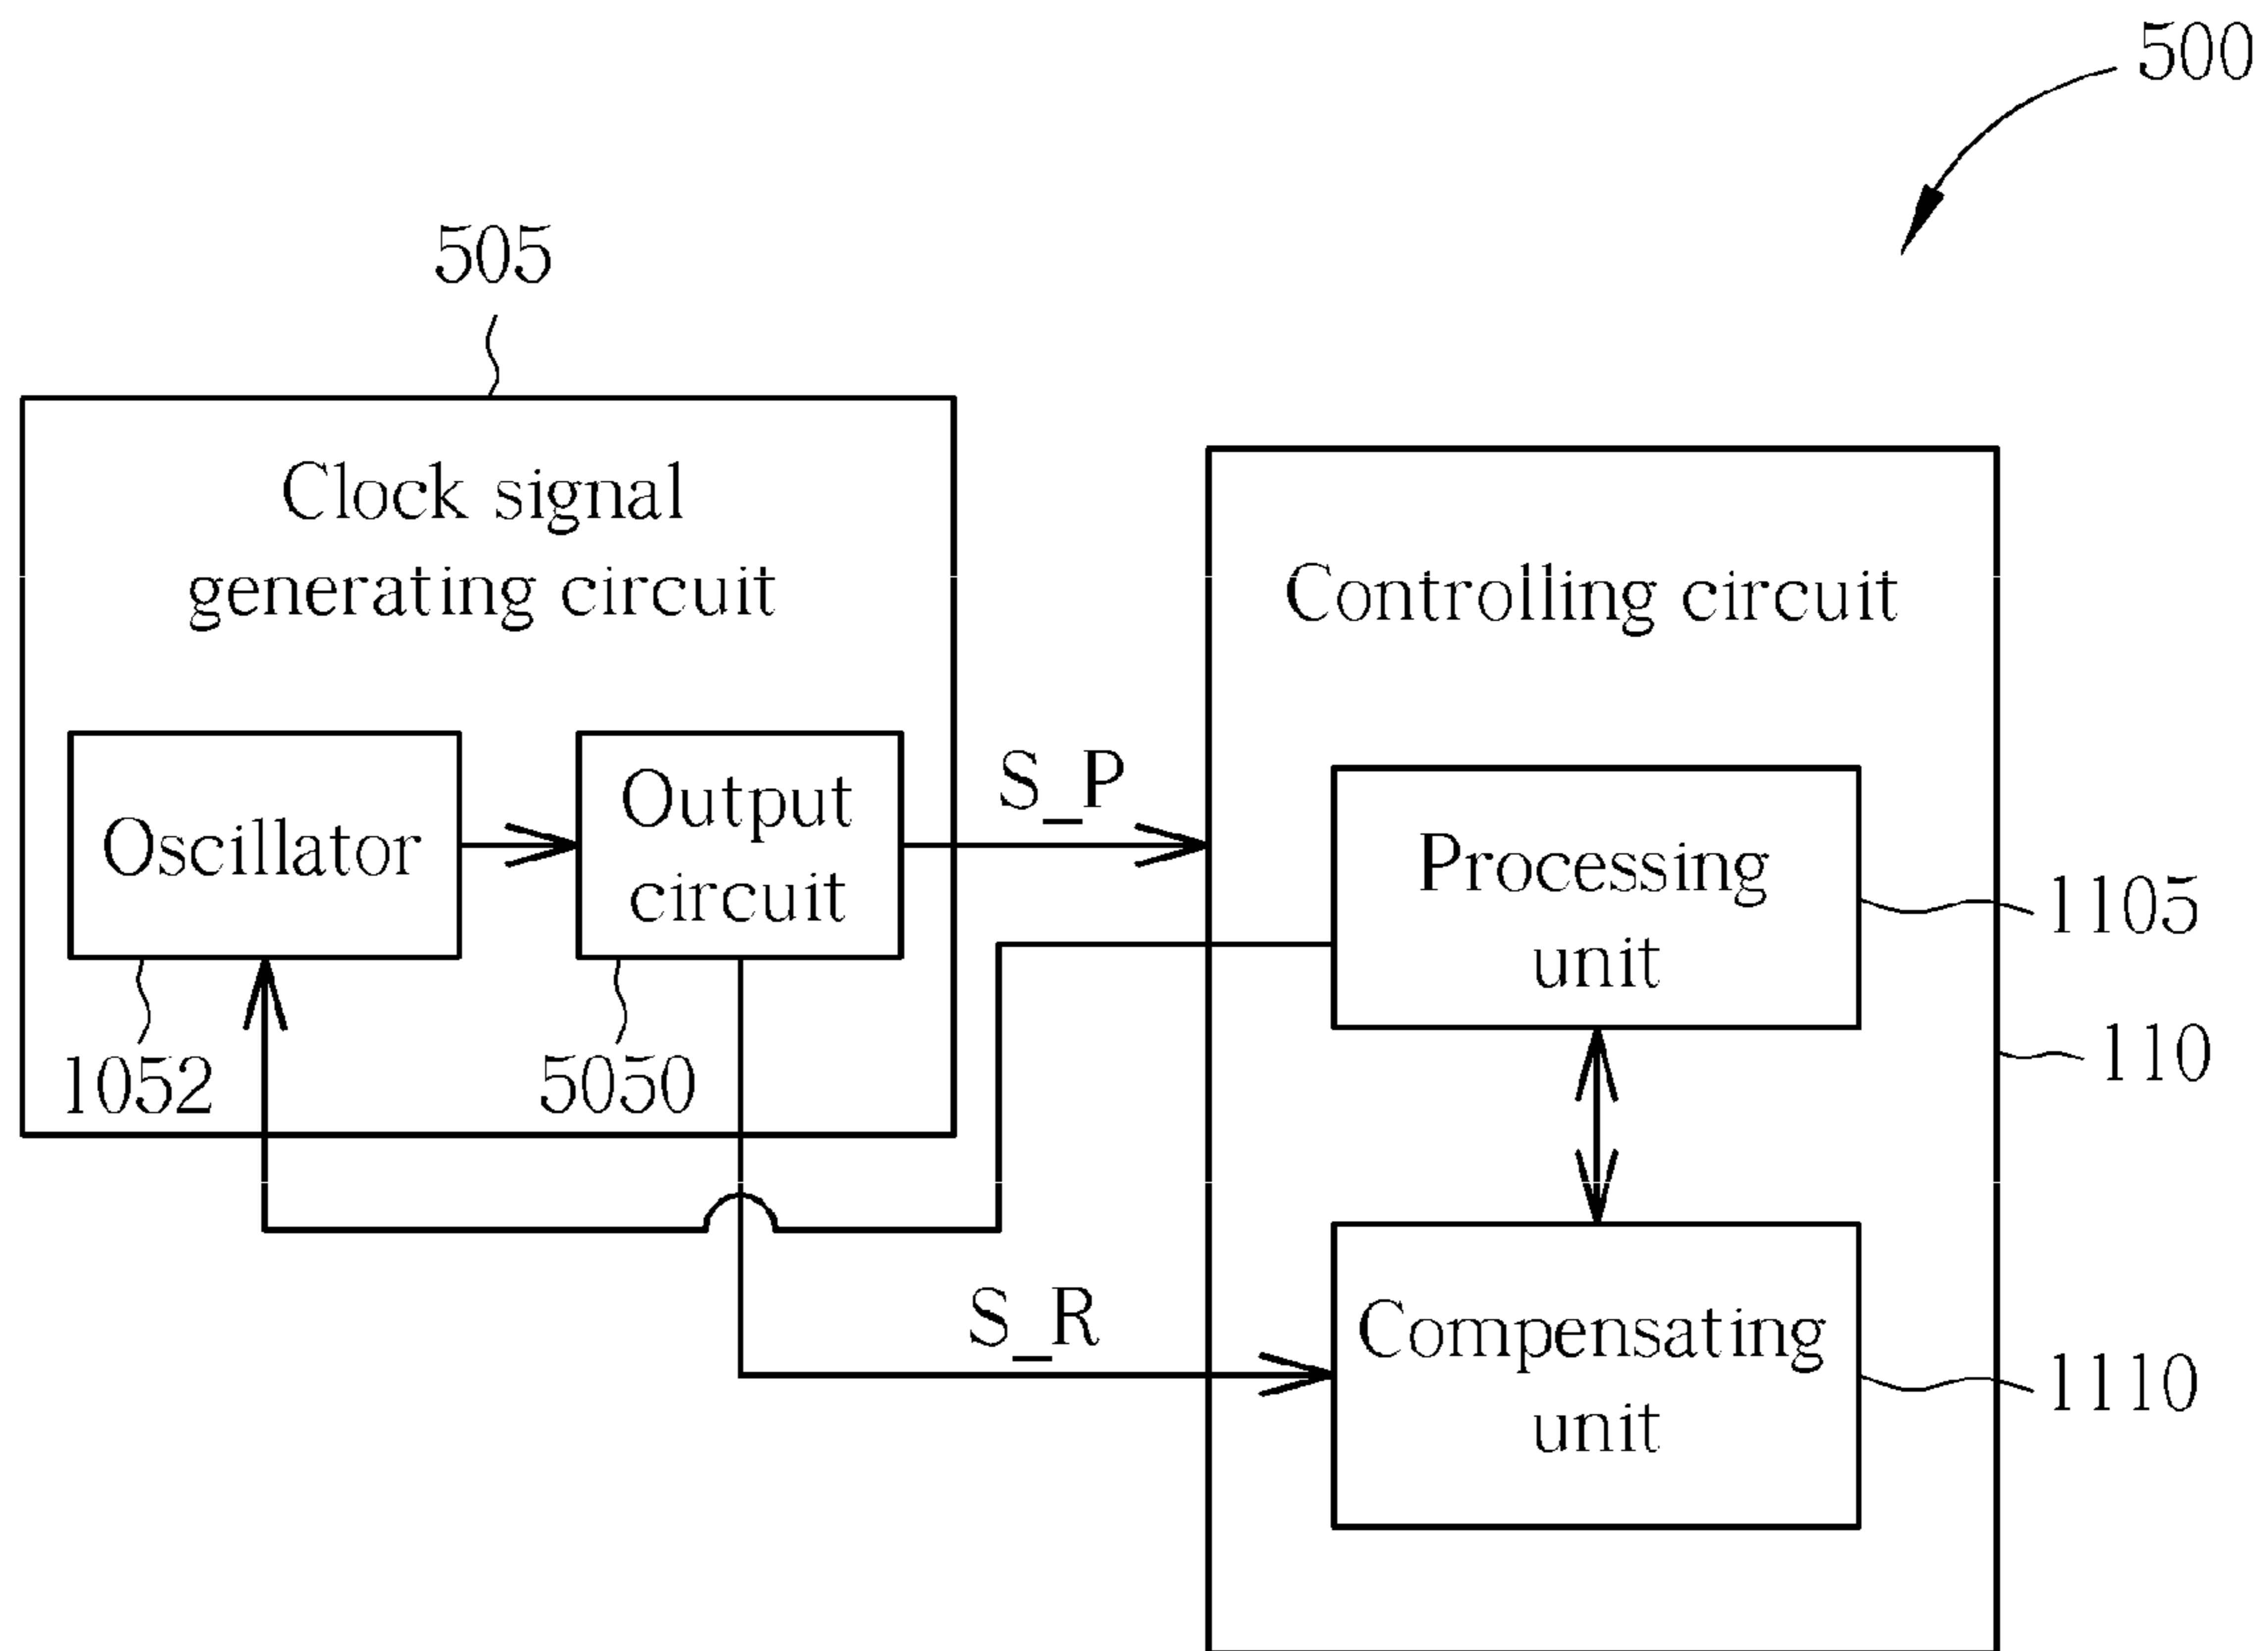 500
505
Clock signal
generating circuit
Controlling circuit
Oscillator
Output
circuit
S_P
Processing
unit
1105
1052
5050
110
S_R
Compensating
unit
1110